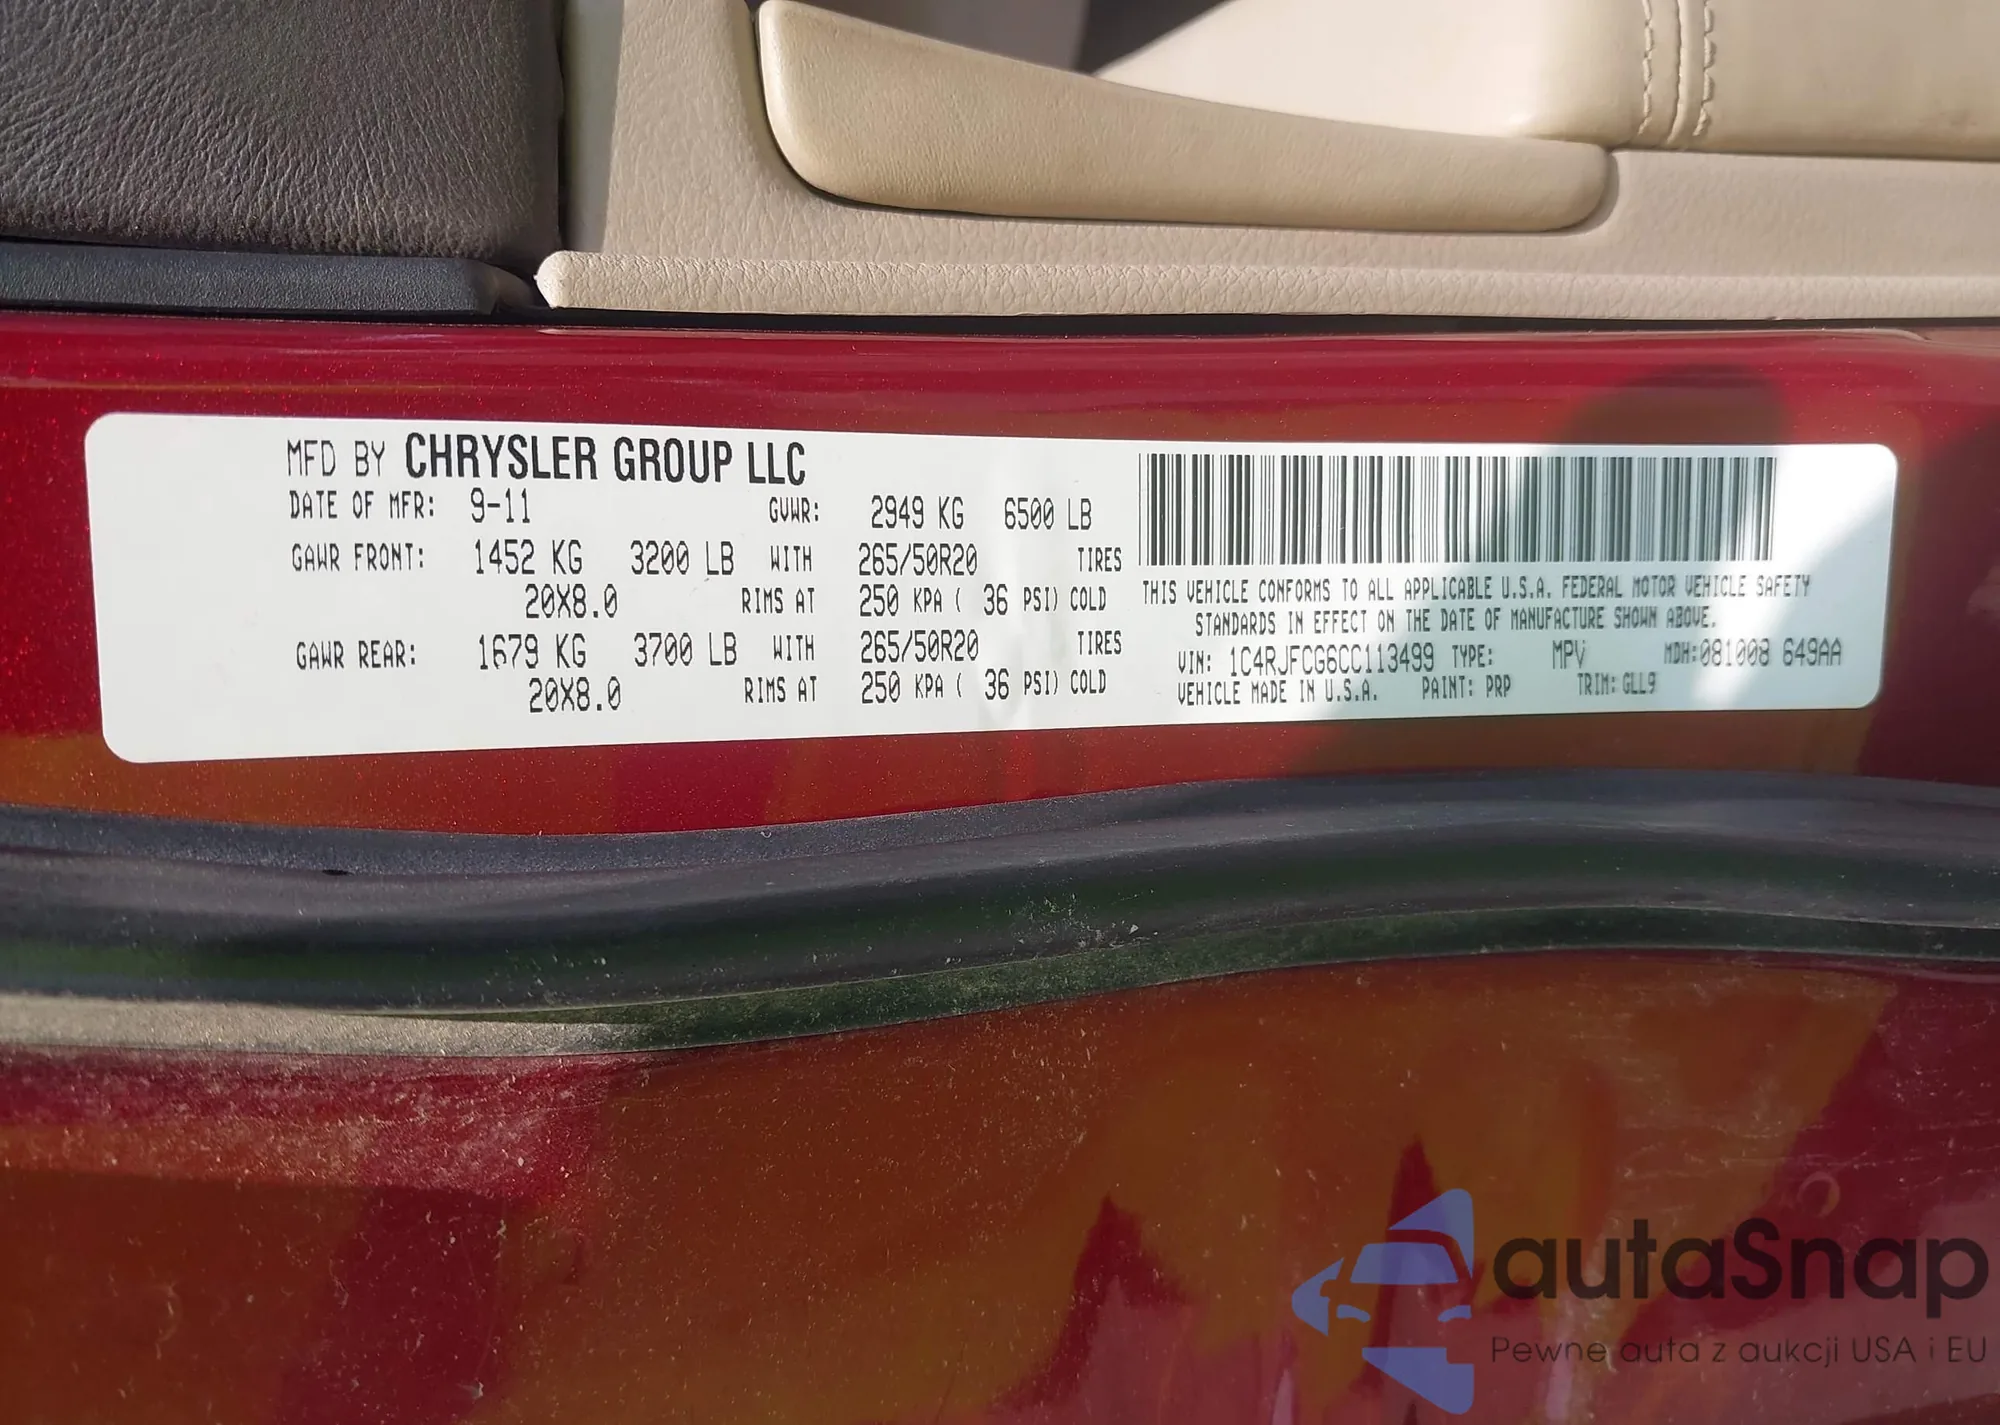 MFD BY CHRYSLER GROUP LLC
DATE OF MFR: 9-11 GVWR: 2949 KG 6500 LB
GAWR FRONT: 1452 KG 3200 LB WITH 265/50R20 TIRES
20X8.0 RIMS AT 250 KPA ( 36 PSI) COLD
GAWR REAR: 1679 KG 3700 LB WITH 265/50R20 TIRES
20X8.0 RIMS AT 250 KPA ( 36 PSI) COLD
THIS VEHICLE CONFORMS TO ALL APPLICABLE U.S.A. FEDERAL MOTOR VEHICLE SAFETY
STANDARDS IN EFFECT ON THE DATE OF MANUFACTURE SHOWN ABOVE.
VIN: 1C4RJFCG6CC113499 TYPE: MPV MDH:081008 649AA
VEHICLE MADE IN U.S.A. PAINT: PRP TRIM: GLL9
autaSnap
Pewne auta z aukcji USA i EU